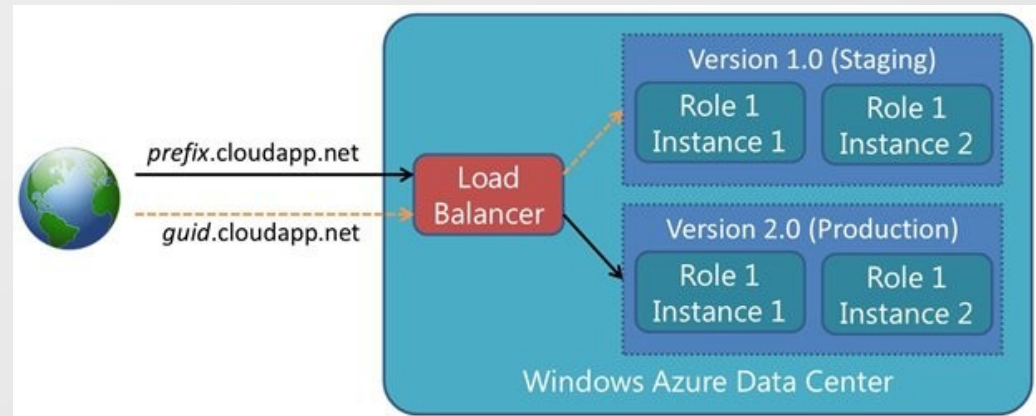 prefix.cloudapp.net
guid.cloudapp.net
Load
Balancer
Version 1.0 (Staging)
Role 1
Instance 1
Role 1
Instance 2
Version 2.0 (Production)
Role 1
Instance 1
Role 1
Instance 2
Windows Azure Data Center